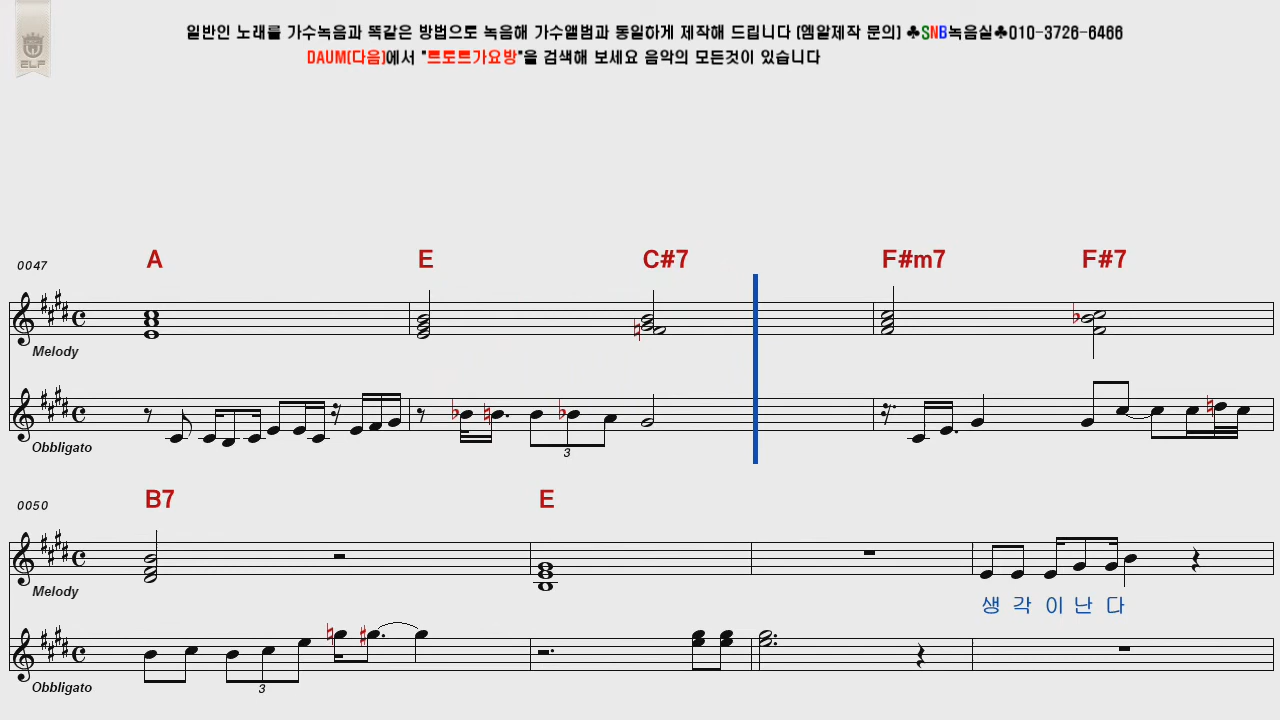 일반인 노래를 가수녹음과 똑같은 방법으로 녹음해 가수앨범과 동일하게 제작해 드립니다 (엠알제작 문의) ♣SNB녹음실♣010-3726-6466
DAUM(다음)에서 "트토트가요방"을 검색해 보세요 음악의 모든것이 있습니다
ELF
A E C#7 F#m7 F#7
0047
Melody
Obbligato
3
B7 E
0050
Melody
생 각 이 난 다
Obbligato
3